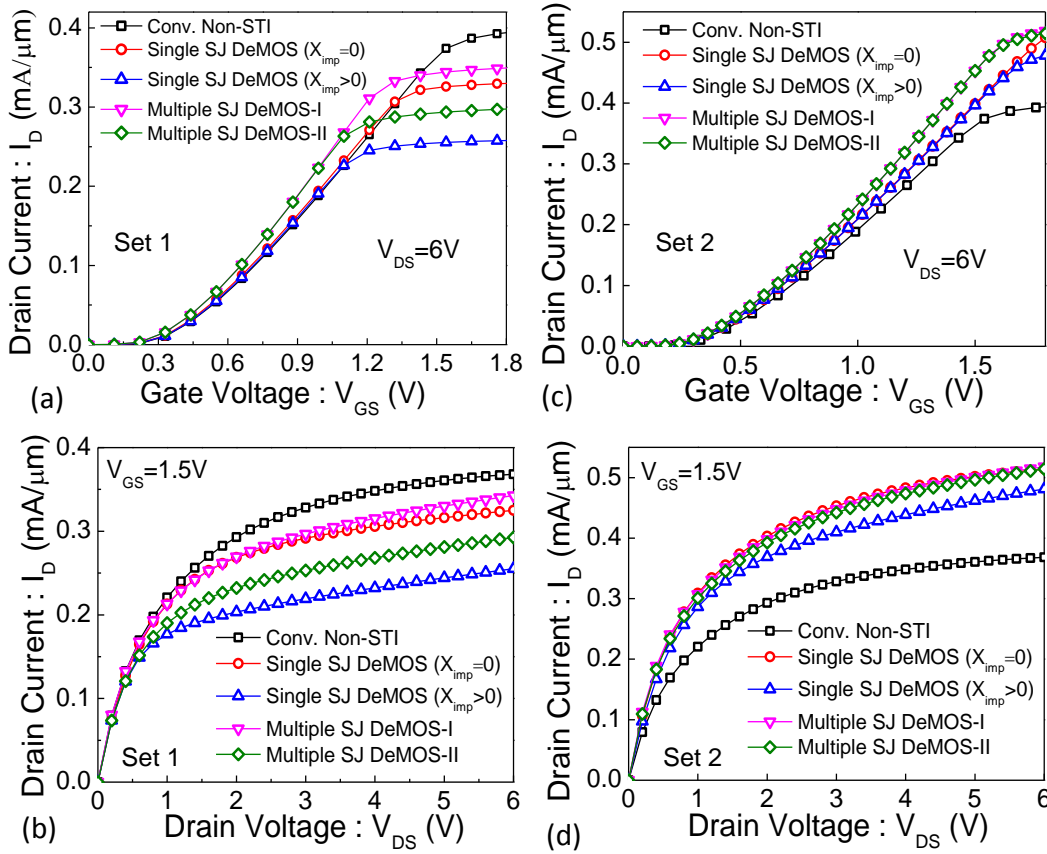 Drain Current : I_D (mA/μm)
0.4
0.3
0.2
0.1
0.0
Conv. Non-STI
Single SJ DeMOS (X_imp=0)
Single SJ DeMOS (X_imp>0)
Multiple SJ DeMOS-I
Multiple SJ DeMOS-II
Set 1
V_DS=6V
0.0 0.3 0.6 0.9 1.2 1.5 1.8
(a)
Gate Voltage : V_GS (V)
Drain Current : I_D (mA/μm)
0.5
0.4
0.3
0.2
0.1
0.0
Conv. Non-STI
Single SJ DeMOS (X_imp=0)
Single SJ DeMOS (X_imp>0)
Multiple SJ DeMOS-I
Multiple SJ DeMOS-II
Set 2
V_DS=6V
0.0 0.5 1.0 1.5
(c)
Gate Voltage : V_GS (V)
Drain Current : I_D (mA/μm)
0.4
0.3
0.2
0.1
0.0
V_GS=1.5V
Conv. Non-STI
Single SJ DeMOS (X_imp=0)
Single SJ DeMOS (X_imp>0)
Multiple SJ DeMOS-I
Multiple SJ DeMOS-II
Set 1
0 1 2 3 4 5 6
(b)
Drain Voltage : V_DS (V)
Drain Current : I_D (mA/μm)
0.5
0.4
0.3
0.2
0.1
0.0
V_GS=1.5V
Conv. Non-STI
Single SJ DeMOS (X_imp=0)
Single SJ DeMOS (X_imp>0)
Multiple SJ DeMOS-I
Multiple SJ DeMOS-II
Set 2
0 1 2 3 4 5 6
Drain Voltage : V_DS (V)
(d)